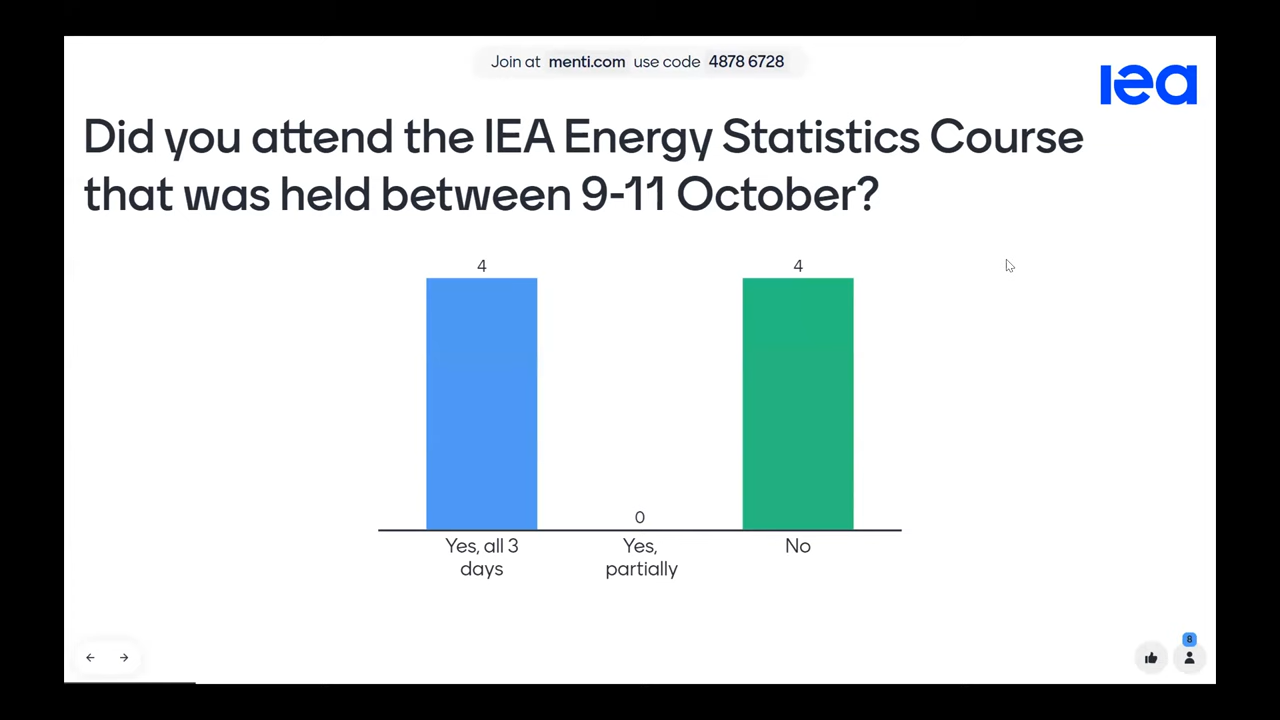 Join at menti.com use code 4878 6728
iea
Did you attend the IEA Energy Statistics Course
that was held between 9-11 October?
4
4
0
Yes, all 3
days
Yes,
partially
No
8